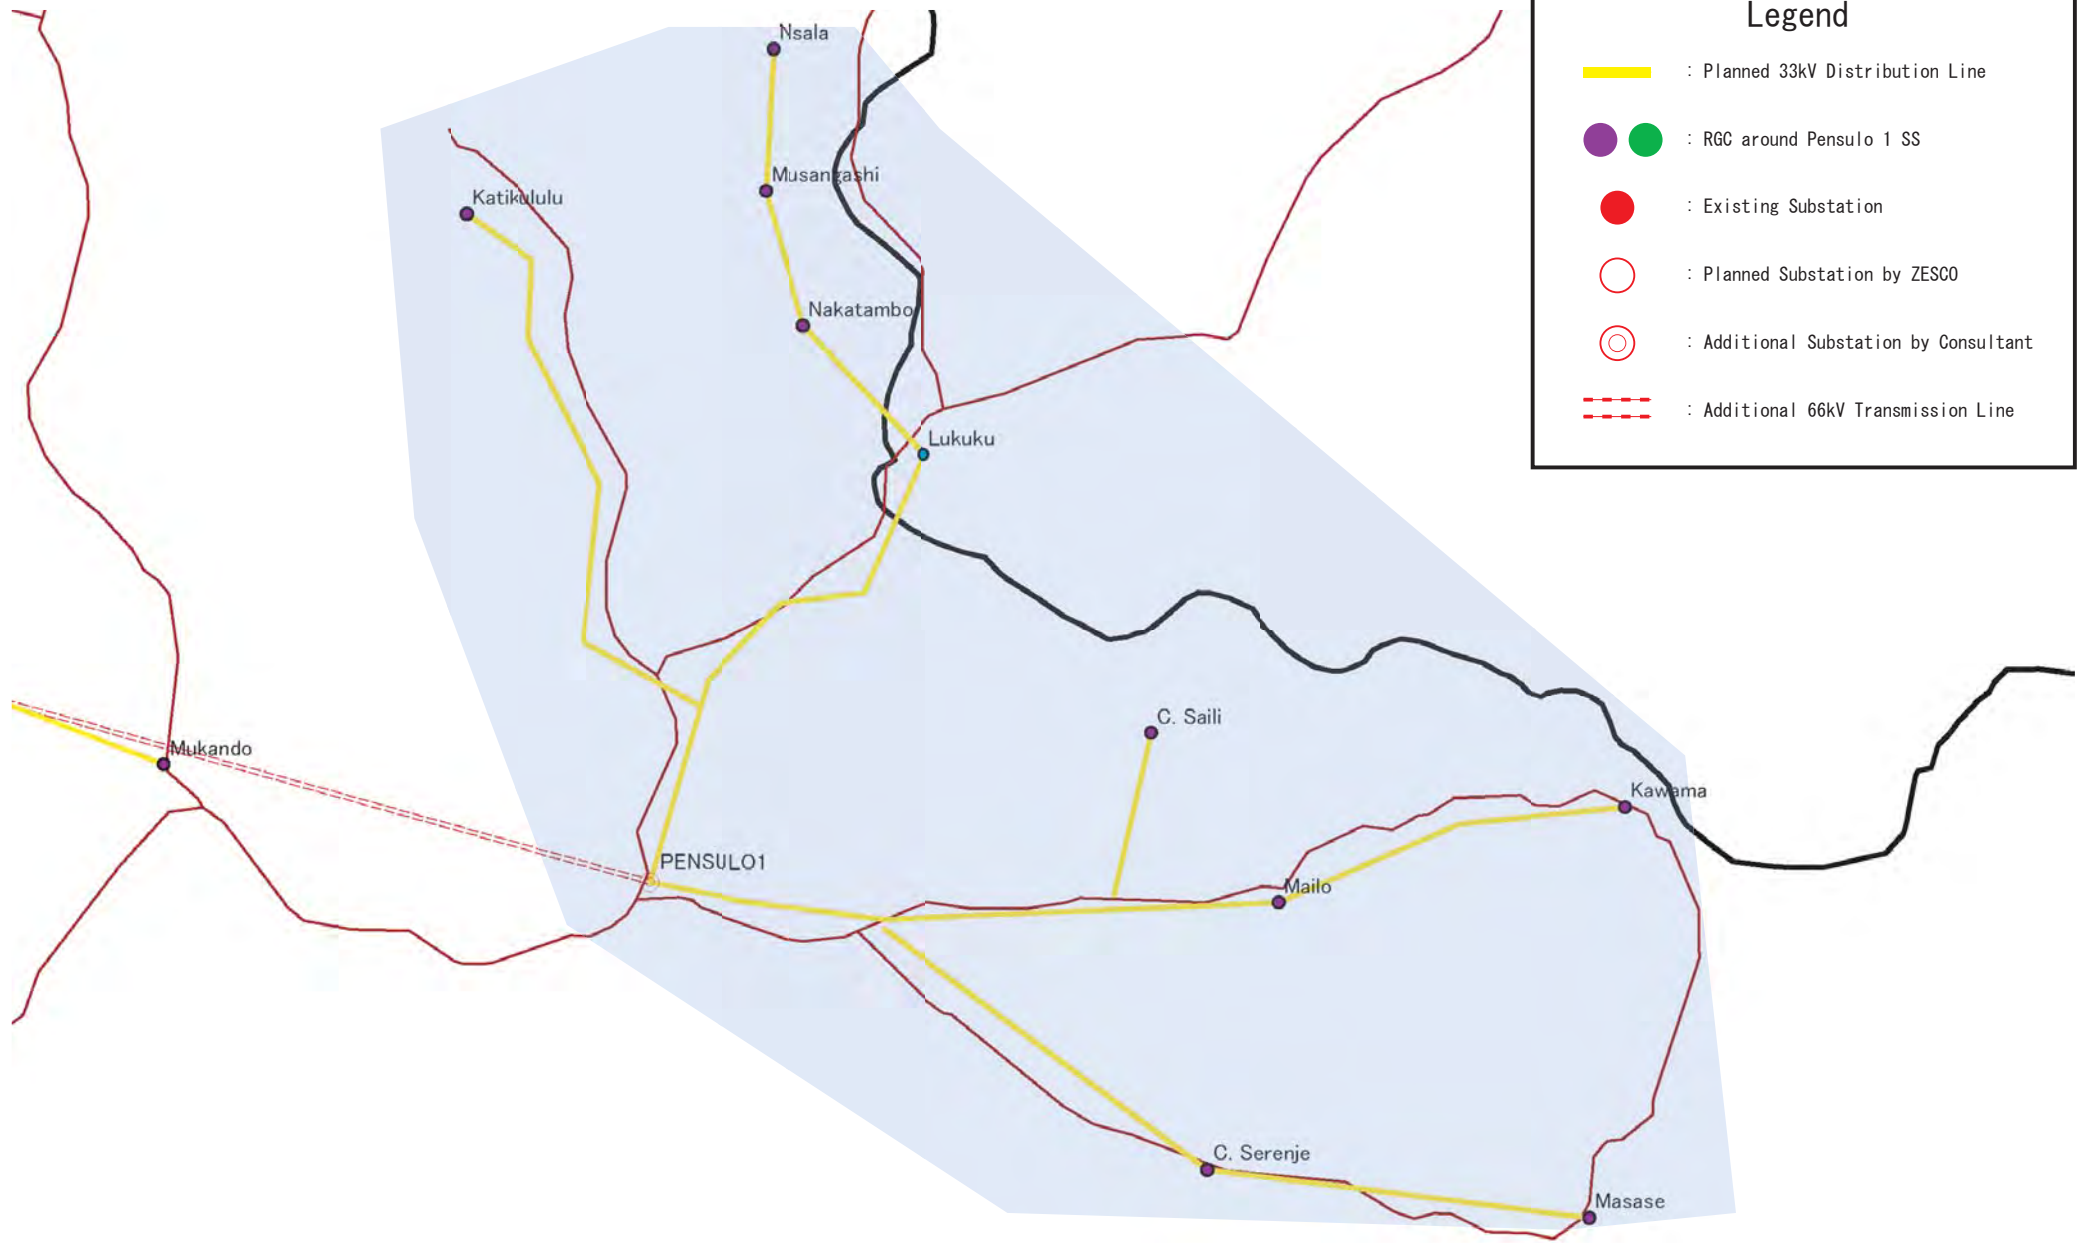 Legend
: Planned 33kV Distribution Line
: RGC around Pensulo 1 SS
: Existing Substation
: Planned Substation by ZESCO
: Additional Substation by Consultant
: Additional 66kV Transmission Line
Nsala
Musangashi
Katikululu
Nakatambo
Lukuku
C. Saili
Mukando
Kawama
PENSULO1
Mailo
C. Serenje
Masase